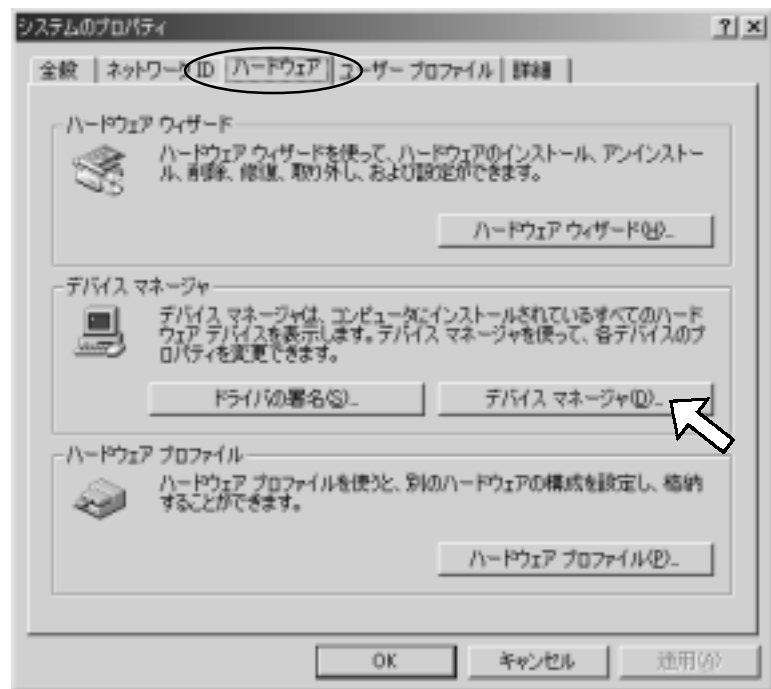 システムのプロパティ
全般 ネットワーク ID ハードウェア ユーザー プロファイル 詳細
ハードウェア ウィザード
ハードウェア ウィザードを使って、ハードウェアのインストール、アンインストー
ル、削除、修復、取り外し、および設定ができます。
ハードウェア ウィザード(H)...
デバイス マネージャ
デバイス マネージャは、コンピュータにインストールされているすべてのハード
ウェア デバイスを表示します。デバイス マネージャを使って、各デバイスのプ
ロパティを変更できます。
ドライバの署名(S)... デバイス マネージャ(D)...
ハードウェア プロファイル
ハードウェア プロファイルを使うと、別のハードウェアの構成を設定し、格納
することができます。
ハードウェア プロファイル(P)...
OK キャンセル 適用(A)